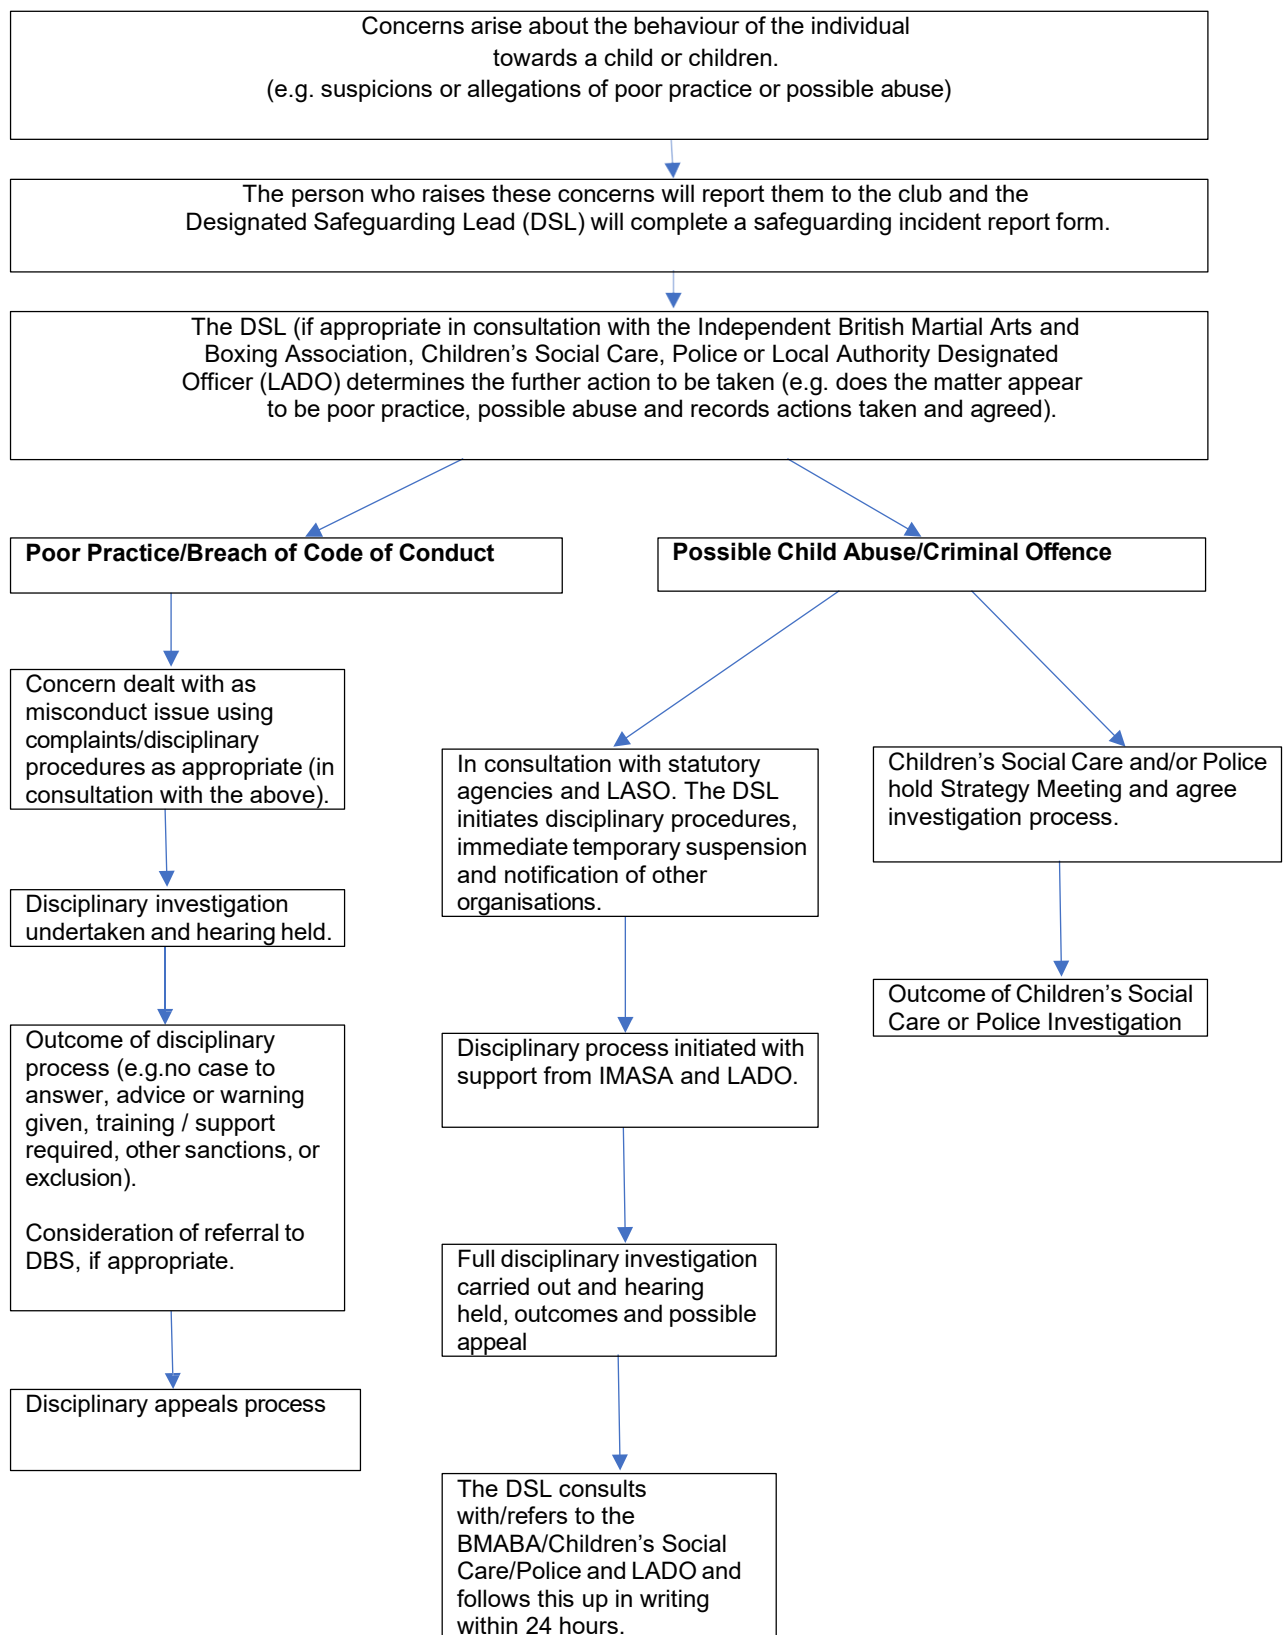 Concerns arise about the behaviour of the individual
towards a child or children.
(e.g. suspicions or allegations of poor practice or possible abuse)
The person who raises these concerns will report them to the club and the
Designated Safeguarding Lead (DSL) will complete a safeguarding incident report form.
The DSL (if appropriate in consultation with the Independent British Martial Arts and
Boxing Association, Children’s Social Care, Police or Local Authority Designated
Officer (LADO) determines the further action to be taken (e.g. does the matter appear
to be poor practice, possible abuse and records actions taken and agreed).
Poor Practice/Breach of Code of Conduct
Concern dealt with as
misconduct issue using
complaints/disciplinary
procedures as appropriate (in
consultation with the above).
Disciplinary investigation
undertaken and hearing held.
Outcome of disciplinary
process (e.g.no case to
answer, advice or warning
given, training / support
required, other sanctions, or
exclusion).
Consideration of referral to
DBS, if appropriate.
Disciplinary appeals process
Possible Child Abuse/Criminal Offence
In consultation with statutory
agencies and LASO. The DSL
initiates disciplinary procedures,
immediate temporary suspension
and notification of other
organisations.
Disciplinary process initiated with
support from IMASA and LADO.
Full disciplinary investigation
carried out and hearing
held, outcomes and possible
appeal
The DSL consults
with/refers to the
BMABA/Children’s Social
Care/Police and LADO and
follows this up in writing
within 24 hours.
Children’s Social Care and/or Police
hold Strategy Meeting and agree
investigation process.
Outcome of Children’s Social
Care or Police Investigation